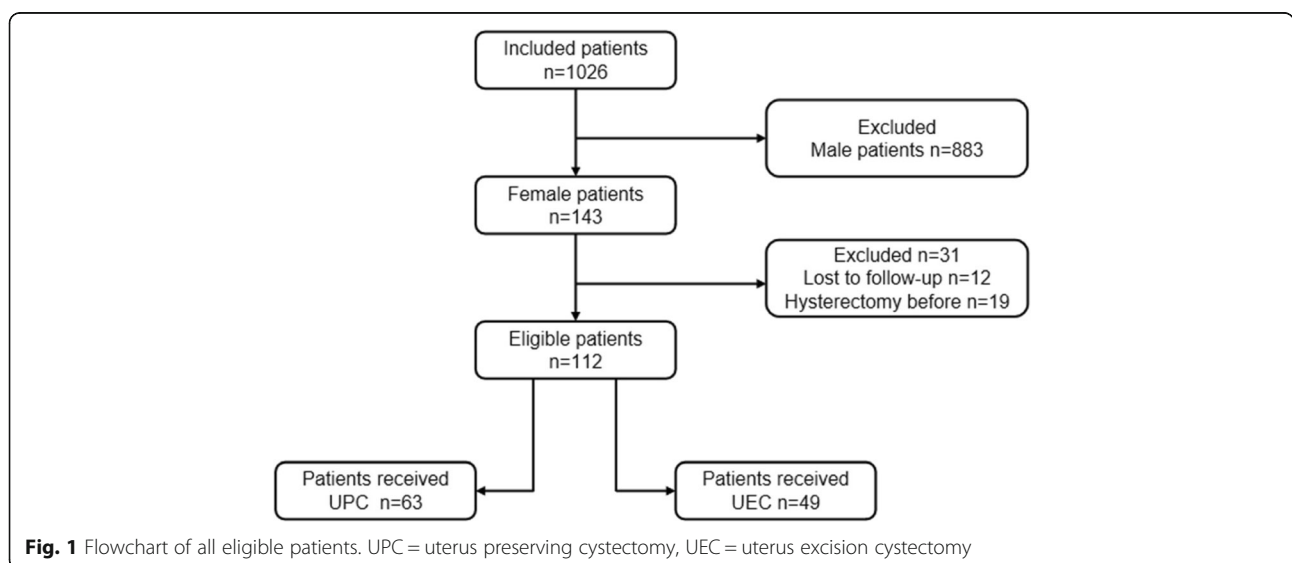 Included patients
n=1026
Excluded
Male patients n=883
Female patients
n=143
Excluded n=31
Lost to follow-up n=12
Hysterectomy before n=19
Eligible patients
n=112
Patients received
UPC n=63
Patients received
UEC n=49
Fig. 1 Flowchart of all eligible patients. UPC = uterus preserving cystectomy, UEC = uterus excision cystectomy